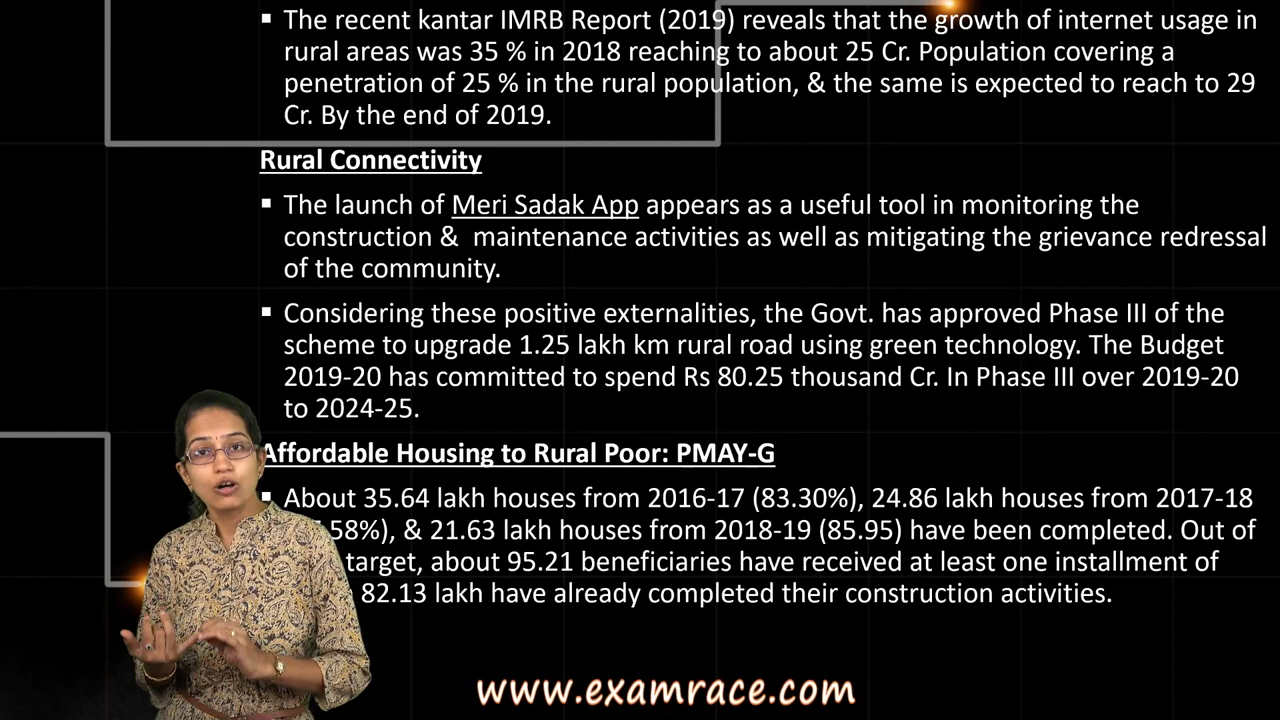 ▪ The recent kantar IMRB Report (2019) reveals that the growth of internet usage in
rural areas was 35 % in 2018 reaching to about 25 Cr. Population covering a
penetration of 25 % in the rural population, & the same is expected to reach to 29
Cr. By the end of 2019.
Rural Connectivity
▪ The launch of Meri Sadak App appears as a useful tool in monitoring the
construction & maintenance activities as well as mitigating the grievance redressal
of the community.
▪ Considering these positive externalities, the Govt. has approved Phase III of the
scheme to upgrade 1.25 lakh km rural road using green technology. The Budget
2019-20 has committed to spend Rs 80.25 thousand Cr. In Phase III over 2019-20
to 2024-25.
Affordable Housing to Rural Poor: PMAY-G
▪ About 35.64 lakh houses from 2016-17 (83.30%), 24.86 lakh houses from 2017-18
58%), & 21.63 lakh houses from 2018-19 (85.95) have been completed. Out of
target, about 95.21 beneficiaries have received at least one installment of
82.13 lakh have already completed their construction activities.
www.examrace.com